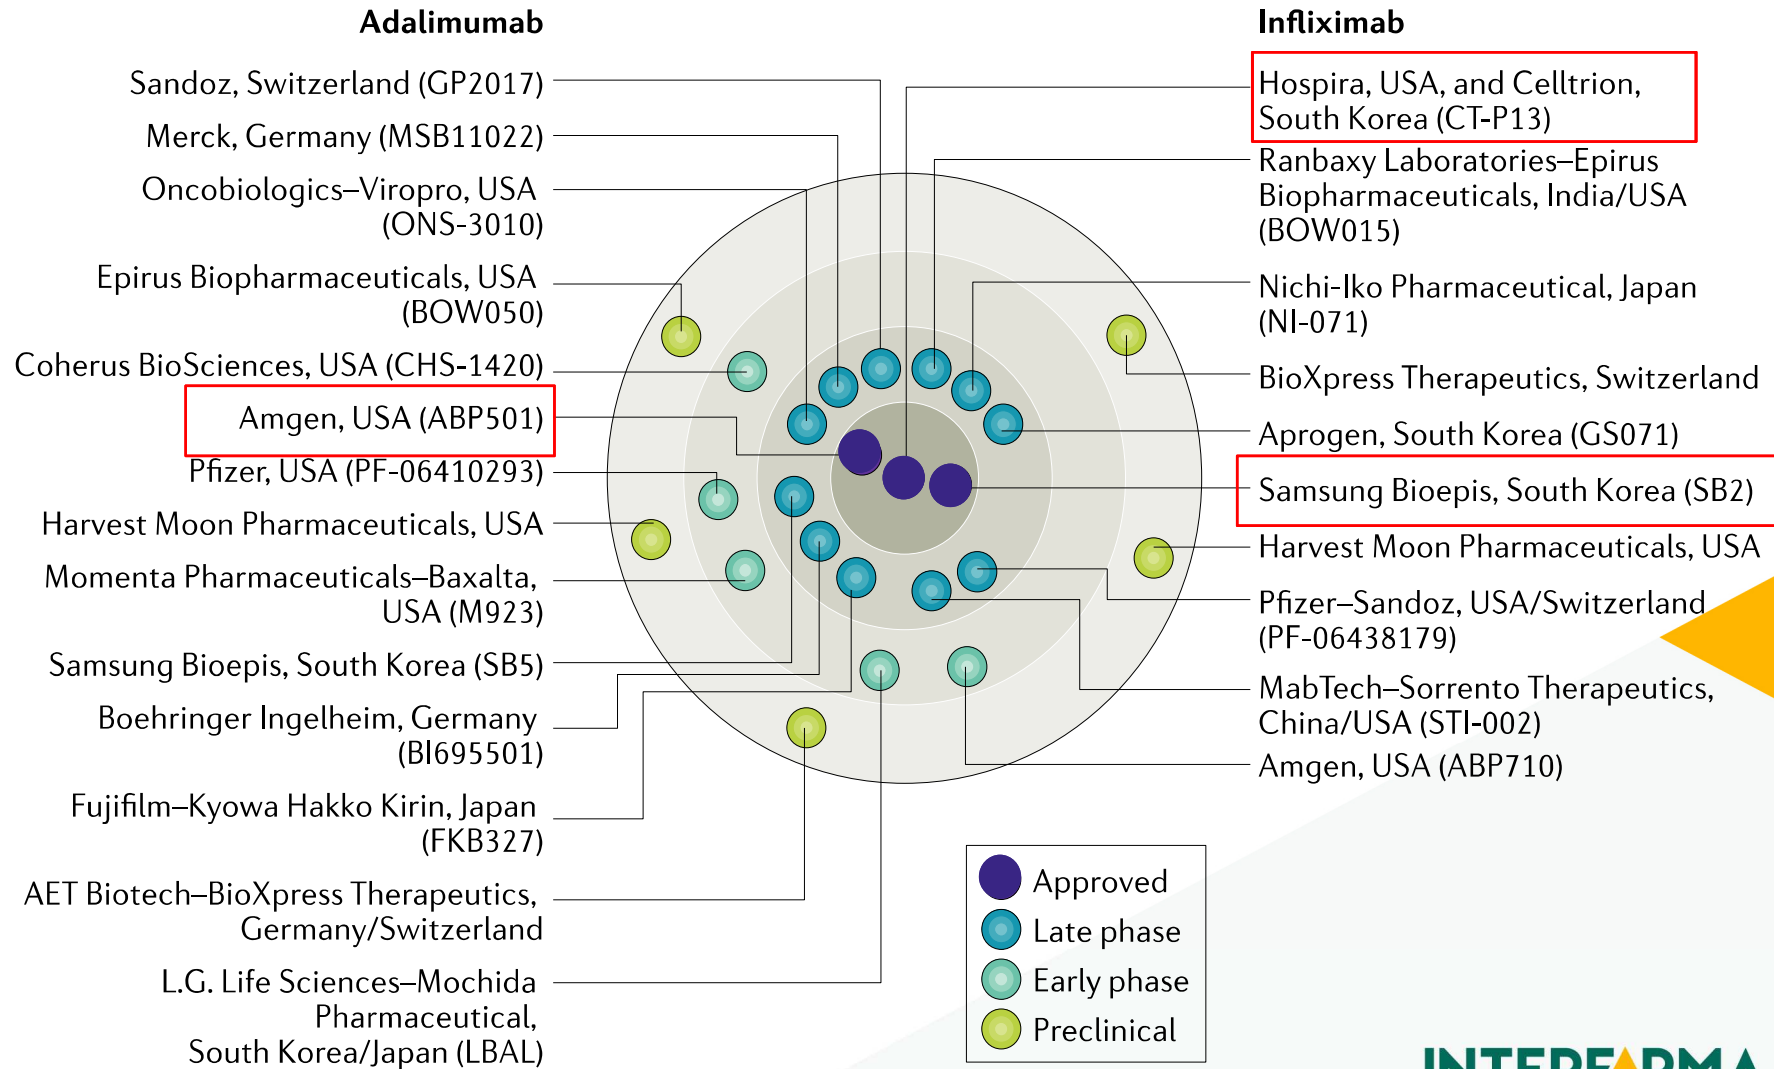 Adalimumab
Sandoz, Switzerland (GP2017)
Merck, Germany (MSB11022)
Oncobiologics–Viropro, USA
(ONS-3010)
Epirus Biopharmaceuticals, USA
(BOW050)
Coherus BioSciences, USA (CHS-1420)
Amgen, USA (ABP501)
Pfizer, USA (PF-06410293)
Harvest Moon Pharmaceuticals, USA
Momenta Pharmaceuticals–Baxalta,
USA (M923)
Samsung Bioepis, South Korea (SB5)
Boehringer Ingelheim, Germany
(BI695501)
Fujifilm–Kyowa Hakko Kirin, Japan
(FKB327)
AET Biotech–BioXpress Therapeutics,
Germany/Switzerland
L.G. Life Sciences–Mochida
Pharmaceutical,
South Korea/Japan (LBAL)
Infliximab
Hospira, USA, and Celltrion,
South Korea (CT-P13)
Ranbaxy Laboratories–Epirus
Biopharmaceuticals, India/USA
(BOW015)
Nichi-Iko Pharmaceutical, Japan
(NI-071)
BioXpress Therapeutics, Switzerland
Aprogen, South Korea (GS071)
Samsung Bioepis, South Korea (SB2)
Harvest Moon Pharmaceuticals, USA
Pfizer–Sandoz, USA/Switzerland
(PF-06438179)
MabTech–Sorrento Therapeutics,
China/USA (STI-002)
Amgen, USA (ABP710)
Approved
Late phase
Early phase
Preclinical
INTERFARMA